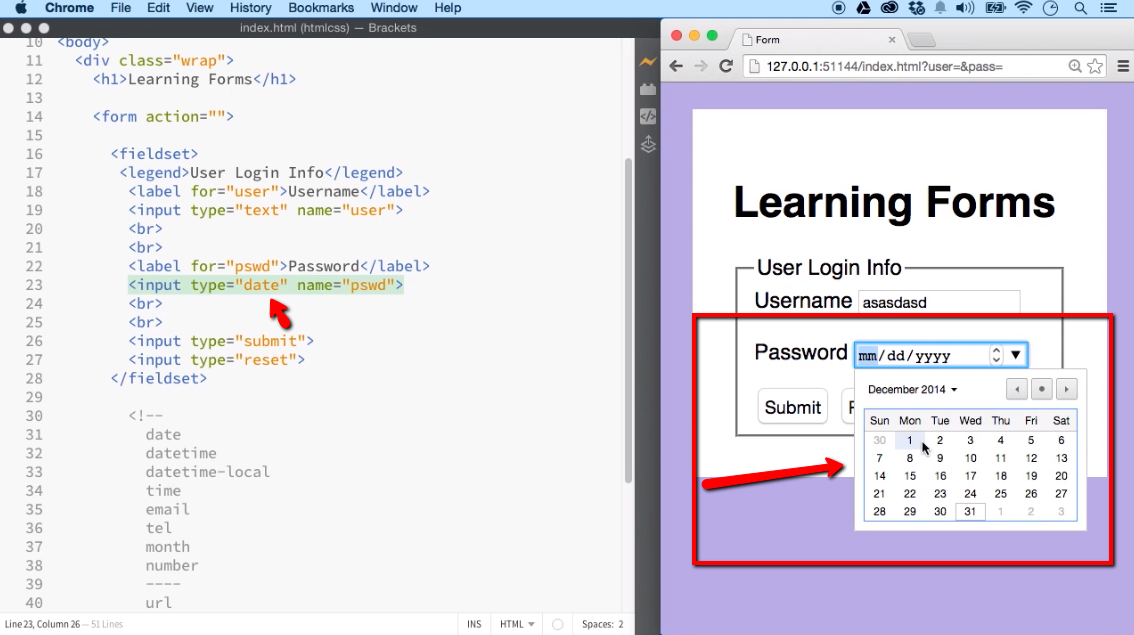 Chrome File Edit View History Bookmarks Window Help
index.html (htmlcss) — Brackets
10 <body>
11 <div class="wrap">
12 <h1>Learning Forms</h1>
13
14 <form action="">
15
16 <fieldset>
17 <legend>User Login Info</legend>
18 <label for="user">Username</label>
19 <input type="text" name="user">
20 <br>
21 <br>
22 <label for="pswd">Password</label>
23 <input type="date" name="pswd">
24 <br>
25 <br>
26 <input type="submit">
27 <input type="reset">
28 </fieldset>
29
30 <!--
31 date
32 datetime
33 datetime-local
34 time
35 email
36 tel
37 month
38 number
39 ----
40 url
Line 23, Column 26 — 51 Lines
INS HTML Spaces: 2
Form
127.0.0.1:51144/index.html?user=&pass=
Learning Forms
User Login Info
Username asasdasd
Password mm/dd/yyyy
Submit
December 2014
Sun Mon Tue Wed Thu Fri Sat
30 1 2 3 4 5 6
7 8 9 10 11 12 13
14 15 16 17 18 19 20
21 22 23 24 25 26 27
28 29 30 31 1 2 3